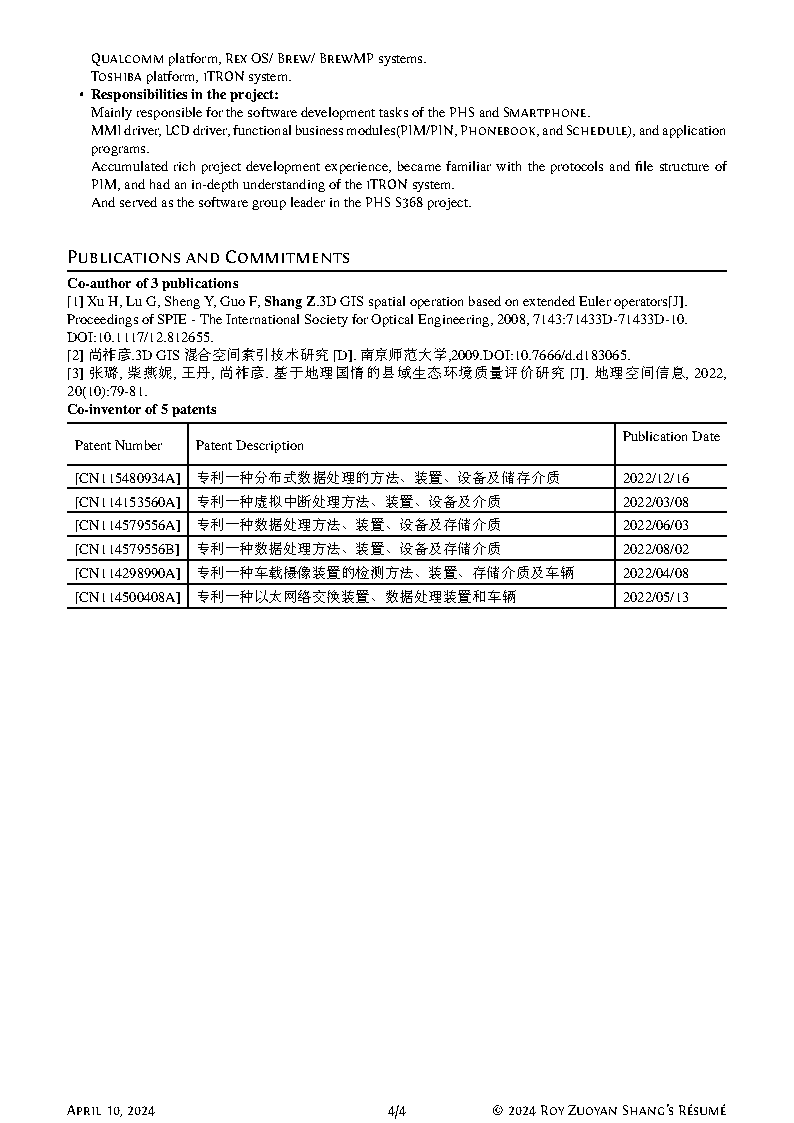 QUALCOMM platform, REX OS/ BREW/ BREWMP systems.
TOSHIBA platform, ITRON system.
• Responsibilities in the project:
Mainly responsible for the software development tasks of the PHS and SMARTPHONE.
MMI driver, LCD driver, functional business modules(PIM/PIN, PHONEBOOK, and SCHEDULE), and application
programs.
Accumulated rich project development experience, became familiar with the protocols and file structure of
PIM, and had an in-depth understanding of the ITRON system.
And served as the software group leader in the PHS S368 project.
PUBLICATIONS AND COMMITMENTS
Co-author of 3 publications
[1] Xu H, Lu G, Sheng Y, Guo F, Shang Z.3D GIS spatial operation based on extended Euler operators[J].
Proceedings of SPIE - The International Society for Optical Engineering, 2008, 7143:71433D-71433D-10.
DOI:10.1117/12.812655.
[2] 尚祚彦.3D GIS 混合空间索引技术研究 [D]. 南京师范大学,2009.DOI:10.7666/d.d183065.
[3] 张璐, 柴燕妮, 王丹, 尚祚彦. 基于地理国情的县域生态环境质量评价研究 [J]. 地理空间信息, 2022,
20(10):79-81.
Co-inventor of 5 patents
Patent Number Patent Description Publication Date
[CN115480934A] 专利一种分布式数据处理的方法、装置、设备及储存介质 2022/12/16
[CN114153560A] 专利一种虚拟中断处理方法、装置、设备及介质 2022/03/08
[CN114579556A] 专利一种数据处理方法、装置、设备及存储介质 2022/06/03
[CN114579556B] 专利一种数据处理方法、装置、设备及存储介质 2022/08/02
[CN114298990A] 专利一种车载摄像装置的检测方法、装置、存储介质及车辆 2022/04/08
[CN114500408A] 专利一种以太网络交换装置、数据处理装置和车辆 2022/05/13
APRIL 10, 2024 4/4 © 2024 ROY ZUOYAN SHANG'S RÉSUMÉ